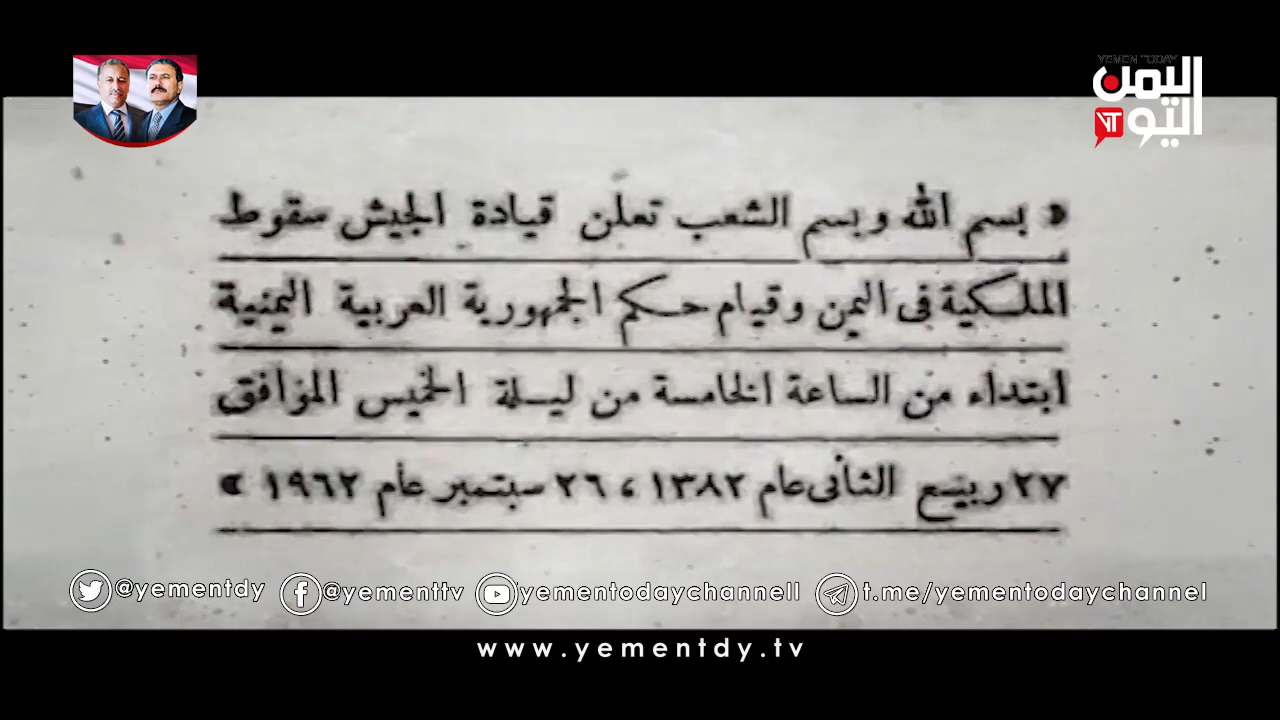 YEMEN TODAY
اليمن
اليوم
YT
« بسم الله وبسم الشعب تعلن قيادة الجيش سقوط
الملكية فى اليمن وقيام حكم الجمهورية العربية اليمنية
ابتداء من الساعة الخامسة من ليلة الخميس الموافق
٢٧ ربيع الثانى عام ١٣٨٢ ، ٢٦ سبتمبر عام ١٩٦٢ »
@yementdy @yementtv yementodaychannell t.me/yementodaychannel
www.yementdy.tv